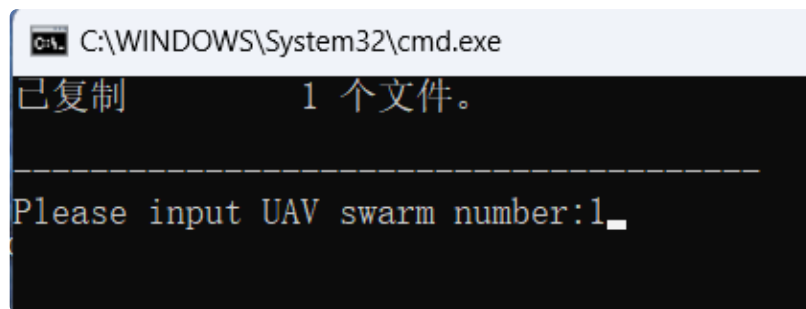 C:\WINDOWS\System32\cmd.exe
已复制         1 个文件。
---------------------------------------
Please input UAV swarm number:1